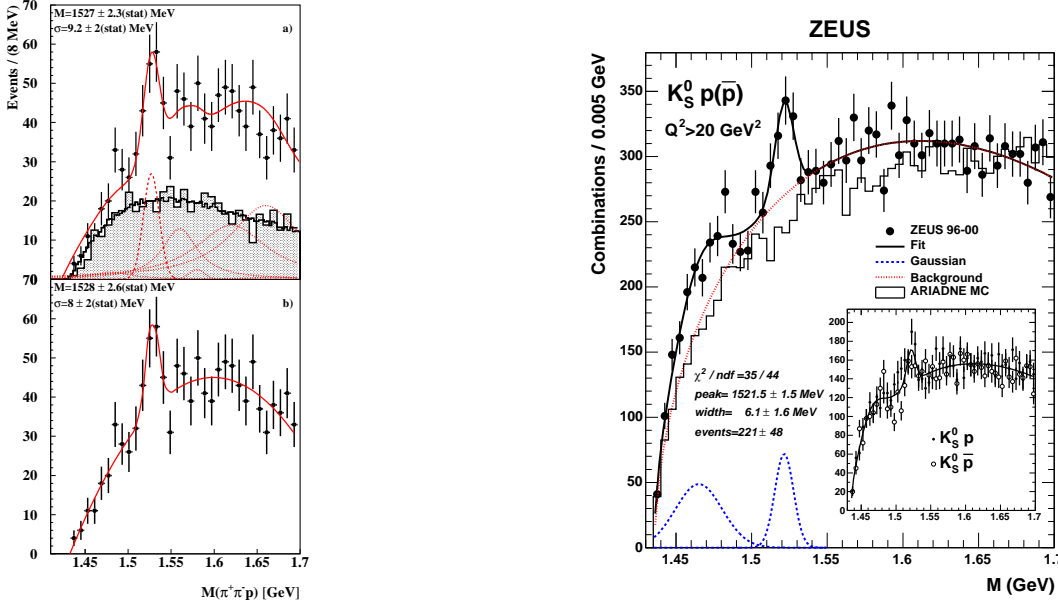 M=1527 ± 2.3(stat) MeV
σ=9.2 ± 2(stat) MeV
a)
Events / (8 MeV)
70
60
50
40
30
20
10
70
M=1528 ± 2.6(stat) MeV
σ=8 ± 2(stat) MeV
b)
60
50
40
30
20
10
0
1.45 1.5 1.55 1.6 1.65 1.7
M(π⁺π⁻p) [GeV]
ZEUS
Combinations / 0.005 GeV
K⁰_S p(p̄)
Q²>20 GeV²
350
300
250
200
150
100
50
0
ZEUS 96-00
Fit
Gaussian
Background
ARIADNE MC
χ² / ndf =35 / 44
peak= 1521.5 ± 1.5 MeV
width= 6.1 ± 1.6 MeV
events=221± 48
200
180
160
140
120
100
80
60
40
20
0
K⁰_S p
K⁰_S p̄
1.45 1.5 1.55 1.6 1.65 1.7
1.45 1.5 1.55 1.6 1.65 1.7
M (GeV)